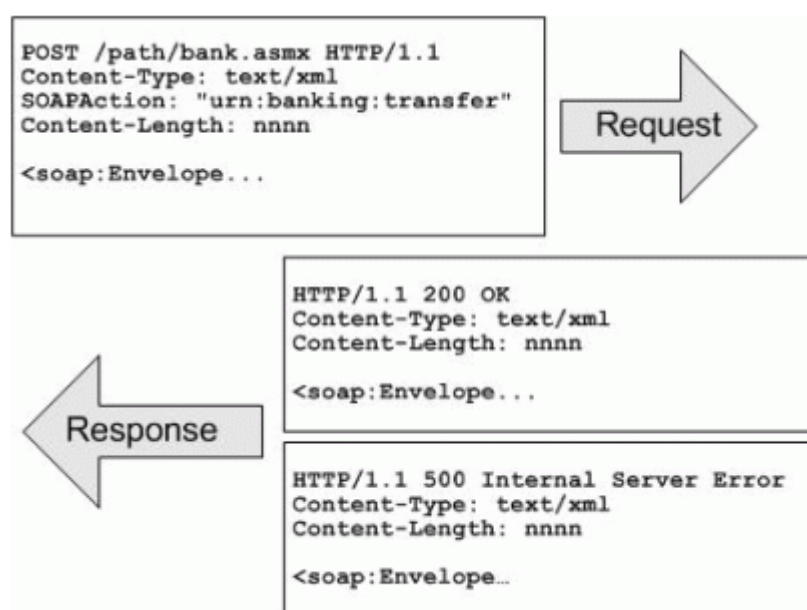 POST /path/bank.asmx HTTP/1.1
Content-Type: text/xml
SOAPAction: "urn:banking:transfer"
Content-Length: nnnn
<soap:Envelope...
Request
HTTP/1.1 200 OK
Content-Type: text/xml
Content-Length: nnnn
<soap:Envelope...
Response
HTTP/1.1 500 Internal Server Error
Content-Type: text/xml
Content-Length: nnnn
<soap:Envelope…